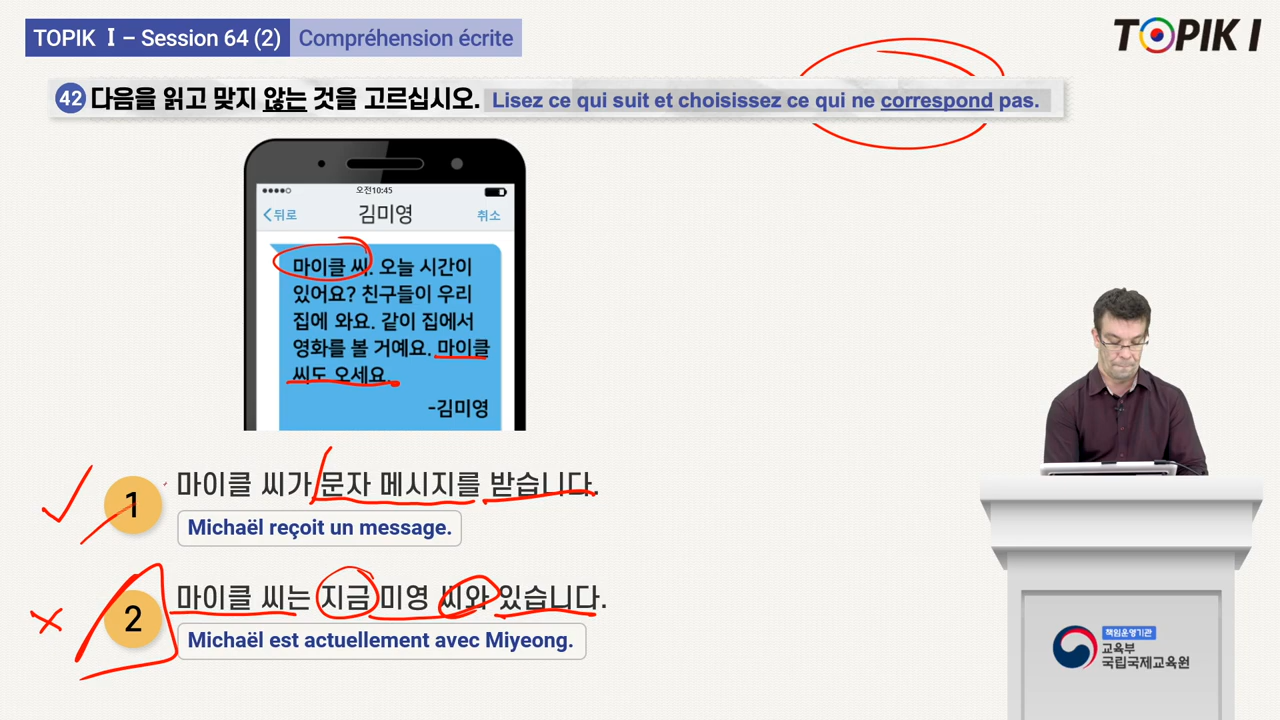 TOPIK Ⅰ – Session 64 (2) Compréhension écrite
TOPIK I
42 다음을 읽고 맞지 않는 것을 고르십시오. Lisez ce qui suit et choisissez ce qui ne correspond pas.
오전10:45
뒤로 김미영 취소
마이클 씨. 오늘 시간이
있어요? 친구들이 우리
집에 와요. 같이 집에서
영화를 볼 거예요. 마이클
씨도 오세요.
-김미영
1 마이클 씨가 문자 메시지를 받습니다.
Michaël reçoit un message.
2 마이클 씨는 지금 미영 씨와 있습니다.
Michaël est actuellement avec Miyeong.
책임운영기관
교육부
국립국제교육원